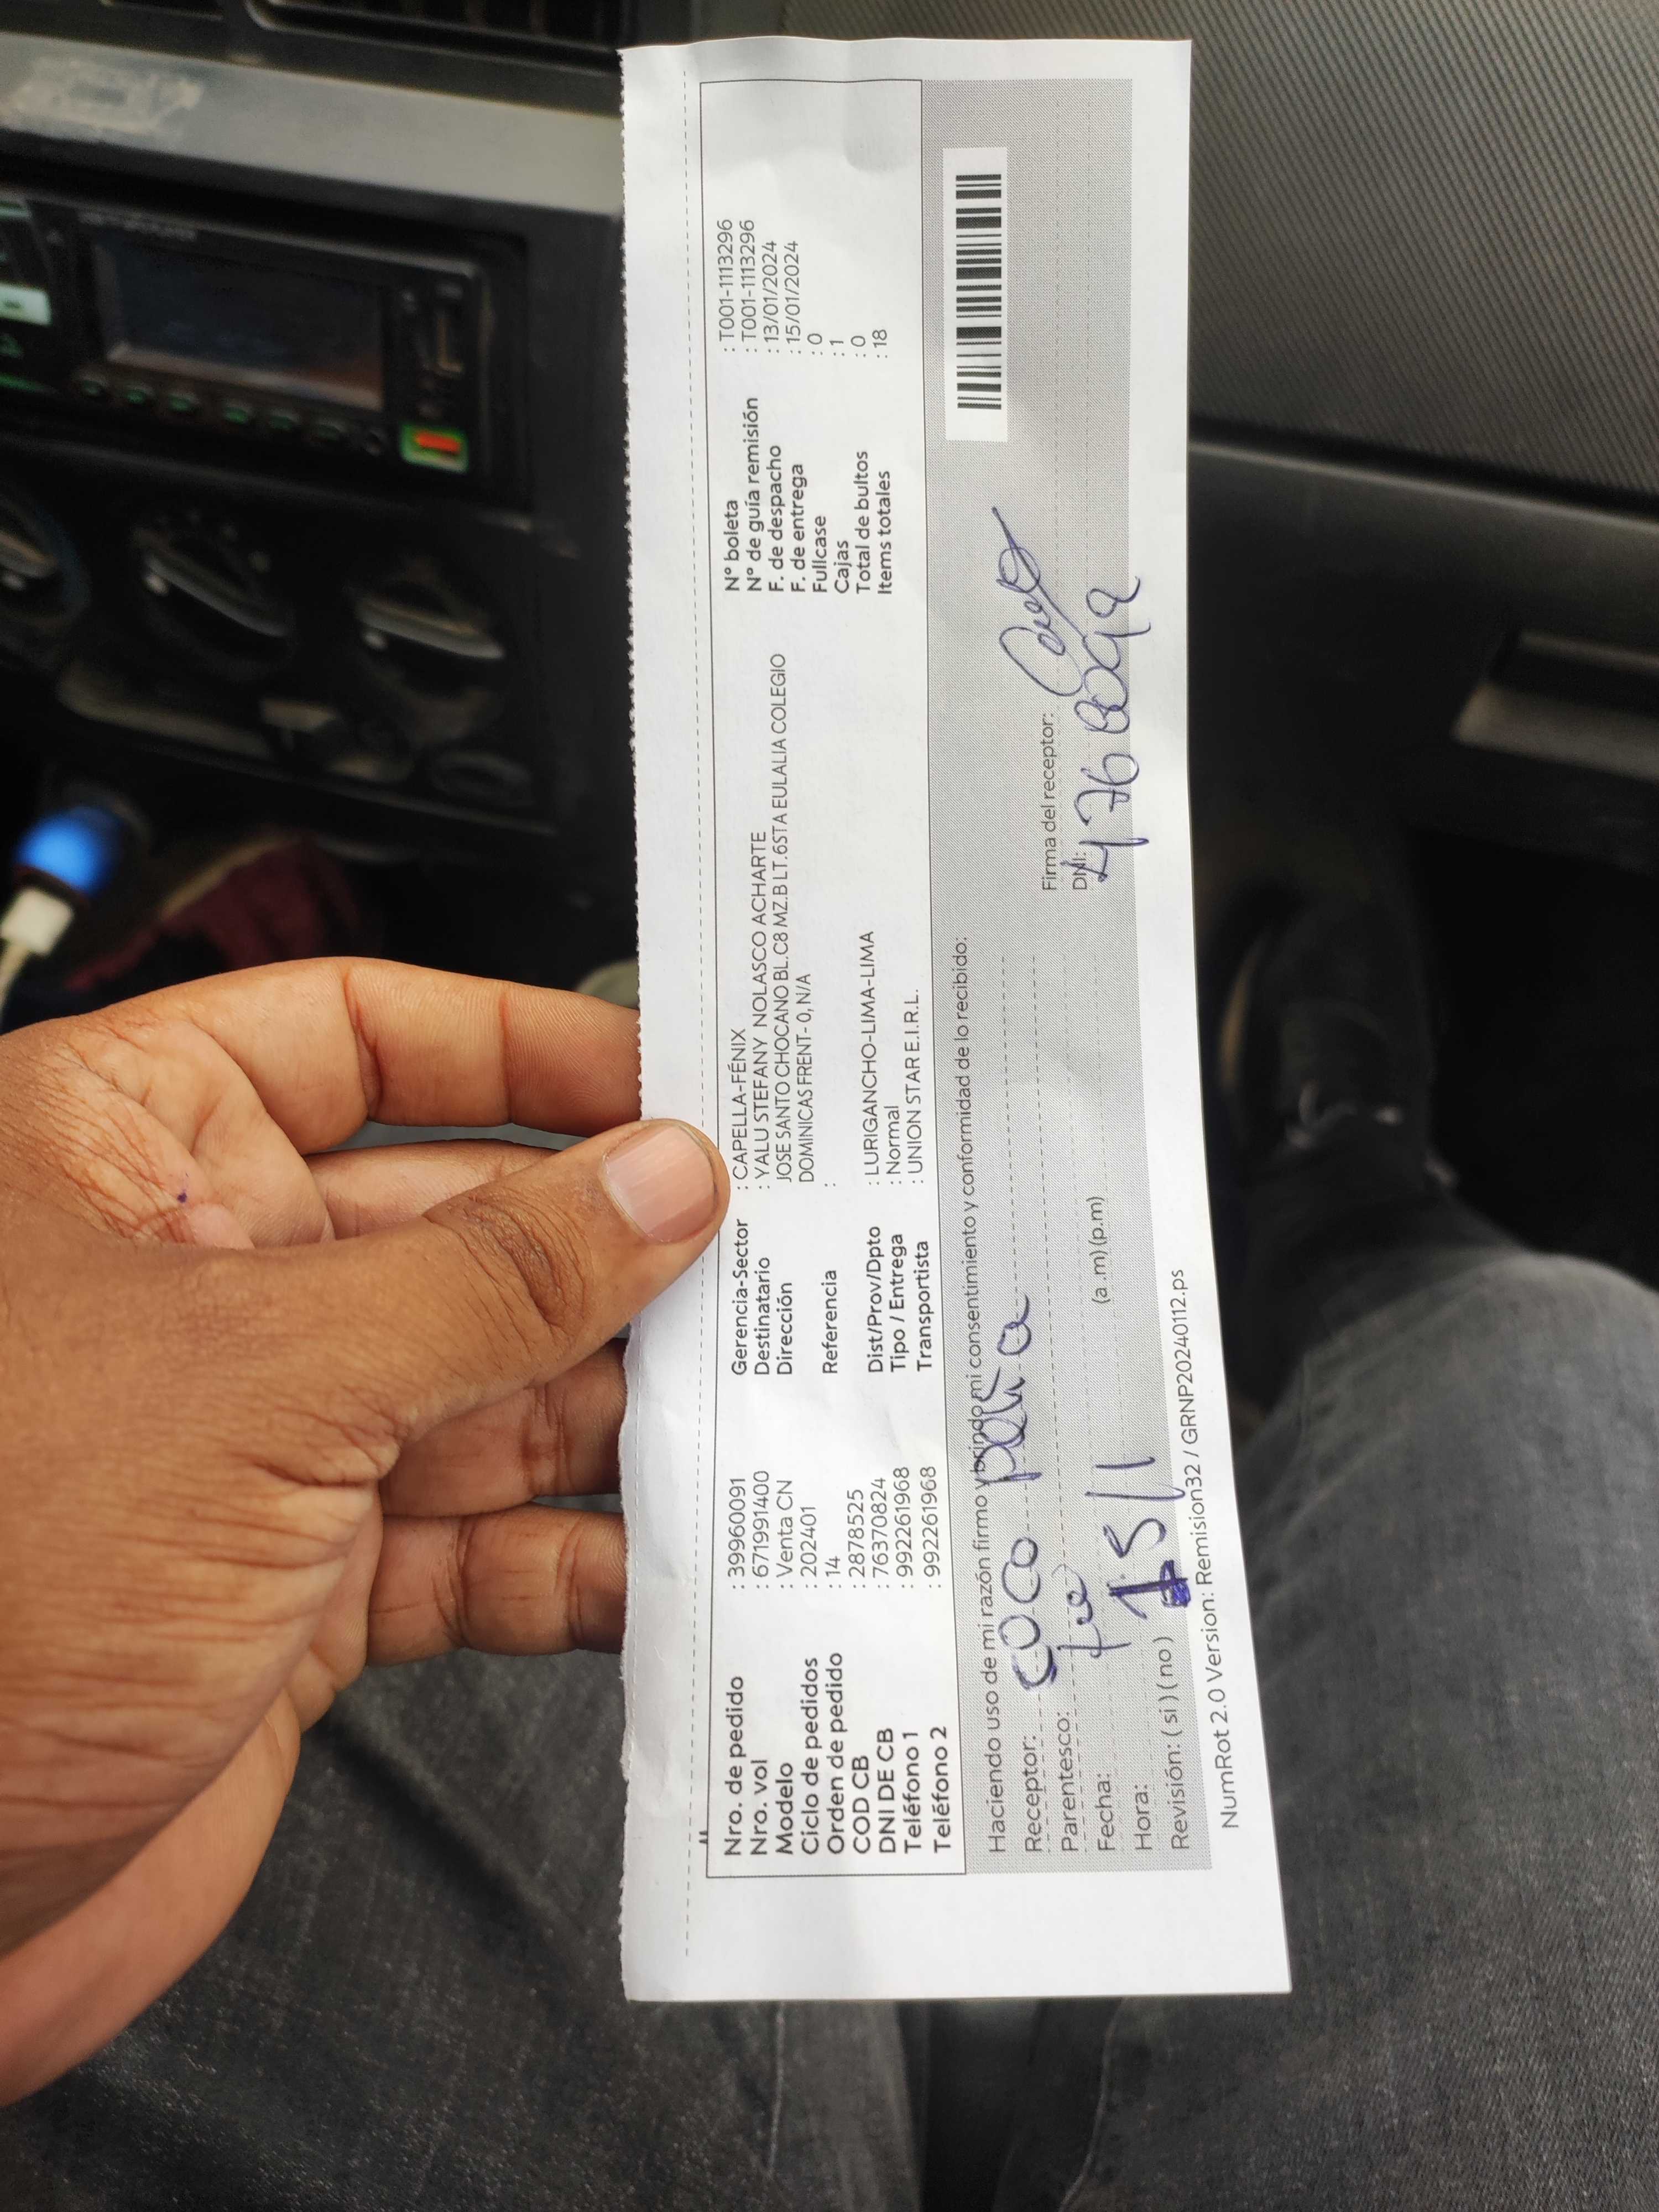 Nro. de pedido : 39960091
Nro. vol : 671991400
Modelo : Venta CN
Ciclo de pedidos : 202401
Orden de pedido : 14
COD CB : 2878525
DNI DE CB : 76370824
Teléfono 1 : 992261968
Teléfono 2 : 992261968
Gerencia-Sector : CAPELLA-FÉNIX
Destinatario : YALU STEFANY NOLASCO ACHARTE
Dirección JOSE SANTO CHOCANO BL.C8 MZ.B LT.6STA EULALIA COLEGIO
DOMINICAS FRENT- 0, N/A
Referencia :
Dist/Prov/Dpto : LURIGANCHO-LIMA-LIMA
Tipo / Entrega : Normal
Transportista : UNION STAR E.I.R.L.
N° boleta : T001-1113296
N° de guía remisión : T001-1113296
F. de despacho : 13/01/2024
F. de entrega : 15/01/2024
Fullcase : 0
Cajas : 1
Total de bultos : 0
Items totales : 18
Haciendo uso de mi razón firmo y brindo mi consentimiento y conformidad de lo recibido:
Receptor: coco
Parentesco:
Fecha: 15/1
Hora: (a .m) (p.m)
Revisión: ( si ) ( no )
Firma del receptor:
DNI: 476
NumRot 2.0 Version: Remision32 / GRNP20240112.ps